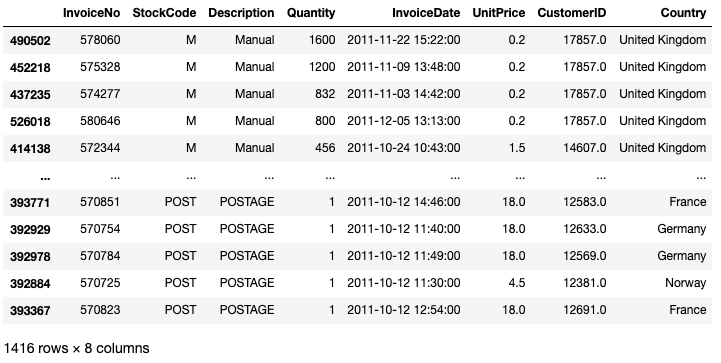 InvoiceNo StockCode Description Quantity InvoiceDate UnitPrice CustomerID Country
490502 578060 M Manual 1600 2011-11-22 15:22:00 0.2 17857.0 United Kingdom
452218 575328 M Manual 1200 2011-11-09 13:48:00 0.2 17857.0 United Kingdom
437235 574277 M Manual 832 2011-11-03 14:42:00 0.2 17857.0 United Kingdom
526018 580646 M Manual 800 2011-12-05 13:13:00 0.2 17857.0 United Kingdom
414138 572344 M Manual 456 2011-10-24 10:43:00 1.5 14607.0 United Kingdom
... ... ... ... ... ... ... ... ...
393771 570851 POST POSTAGE 1 2011-10-12 14:46:00 18.0 12583.0 France
392929 570754 POST POSTAGE 1 2011-10-12 11:40:00 18.0 12633.0 Germany
392978 570784 POST POSTAGE 1 2011-10-12 11:49:00 18.0 12569.0 Germany
392884 570725 POST POSTAGE 1 2011-10-12 11:30:00 4.5 12381.0 Norway
393367 570823 POST POSTAGE 1 2011-10-12 12:54:00 18.0 12691.0 France
1416 rows × 8 columns